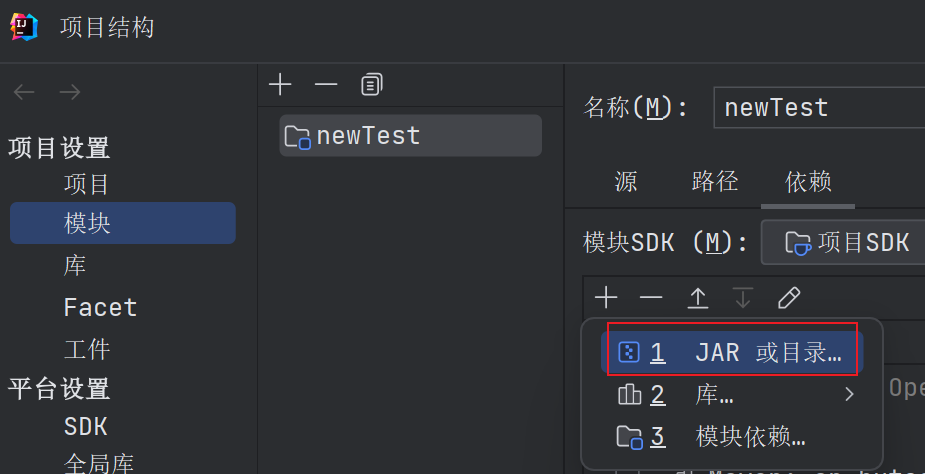 项目结构
项目设置
项目
模块
库
Facet
工件
平台设置
SDK
全局库
newTest
名称(M): newTest
源 路径 依赖
模块SDK (M): 项目SDK
1 JAR 或目录…
2 库…
3 模块依赖…
Ope